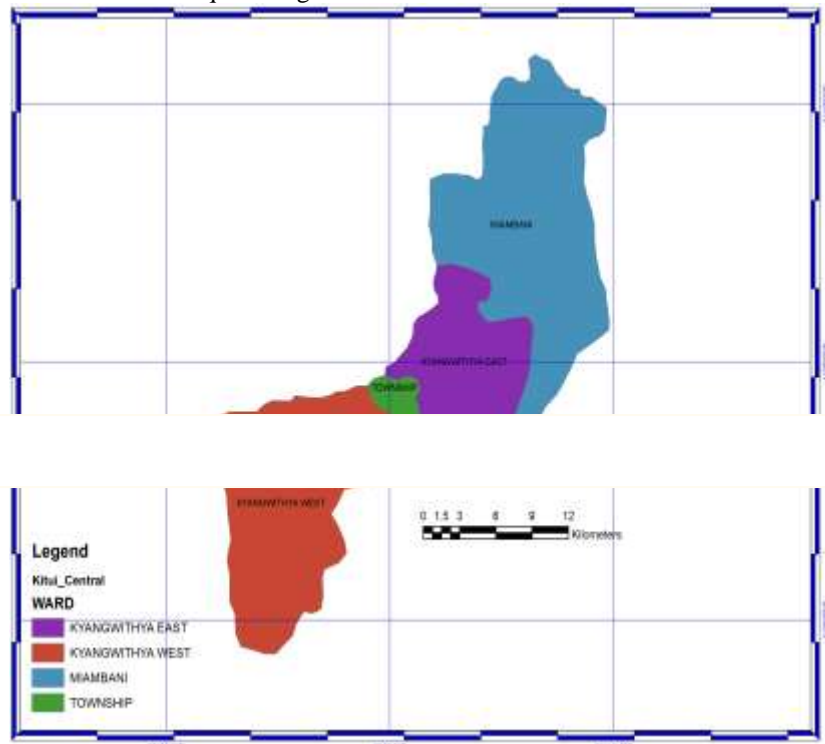 MIAMBANI
KYANGWITHYA EAST
TOWNSHIP
KYANGWITHYA WEST
0 1.5 3 6 9 12
Kilometers
Legend
Kitui_Central
WARD
KYANGWITHYA EAST
KYANGWITHYA WEST
MIAMBANI
TOWNSHIP